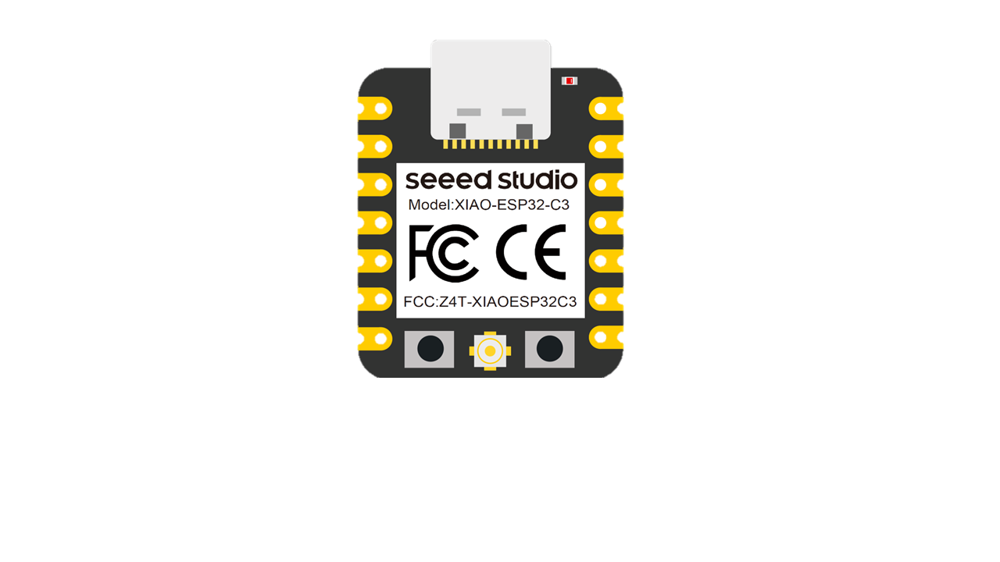 seeed studio
Model:XIAO-ESP32-C3
FC CE
FCC:Z4T-XIAOESP32C3